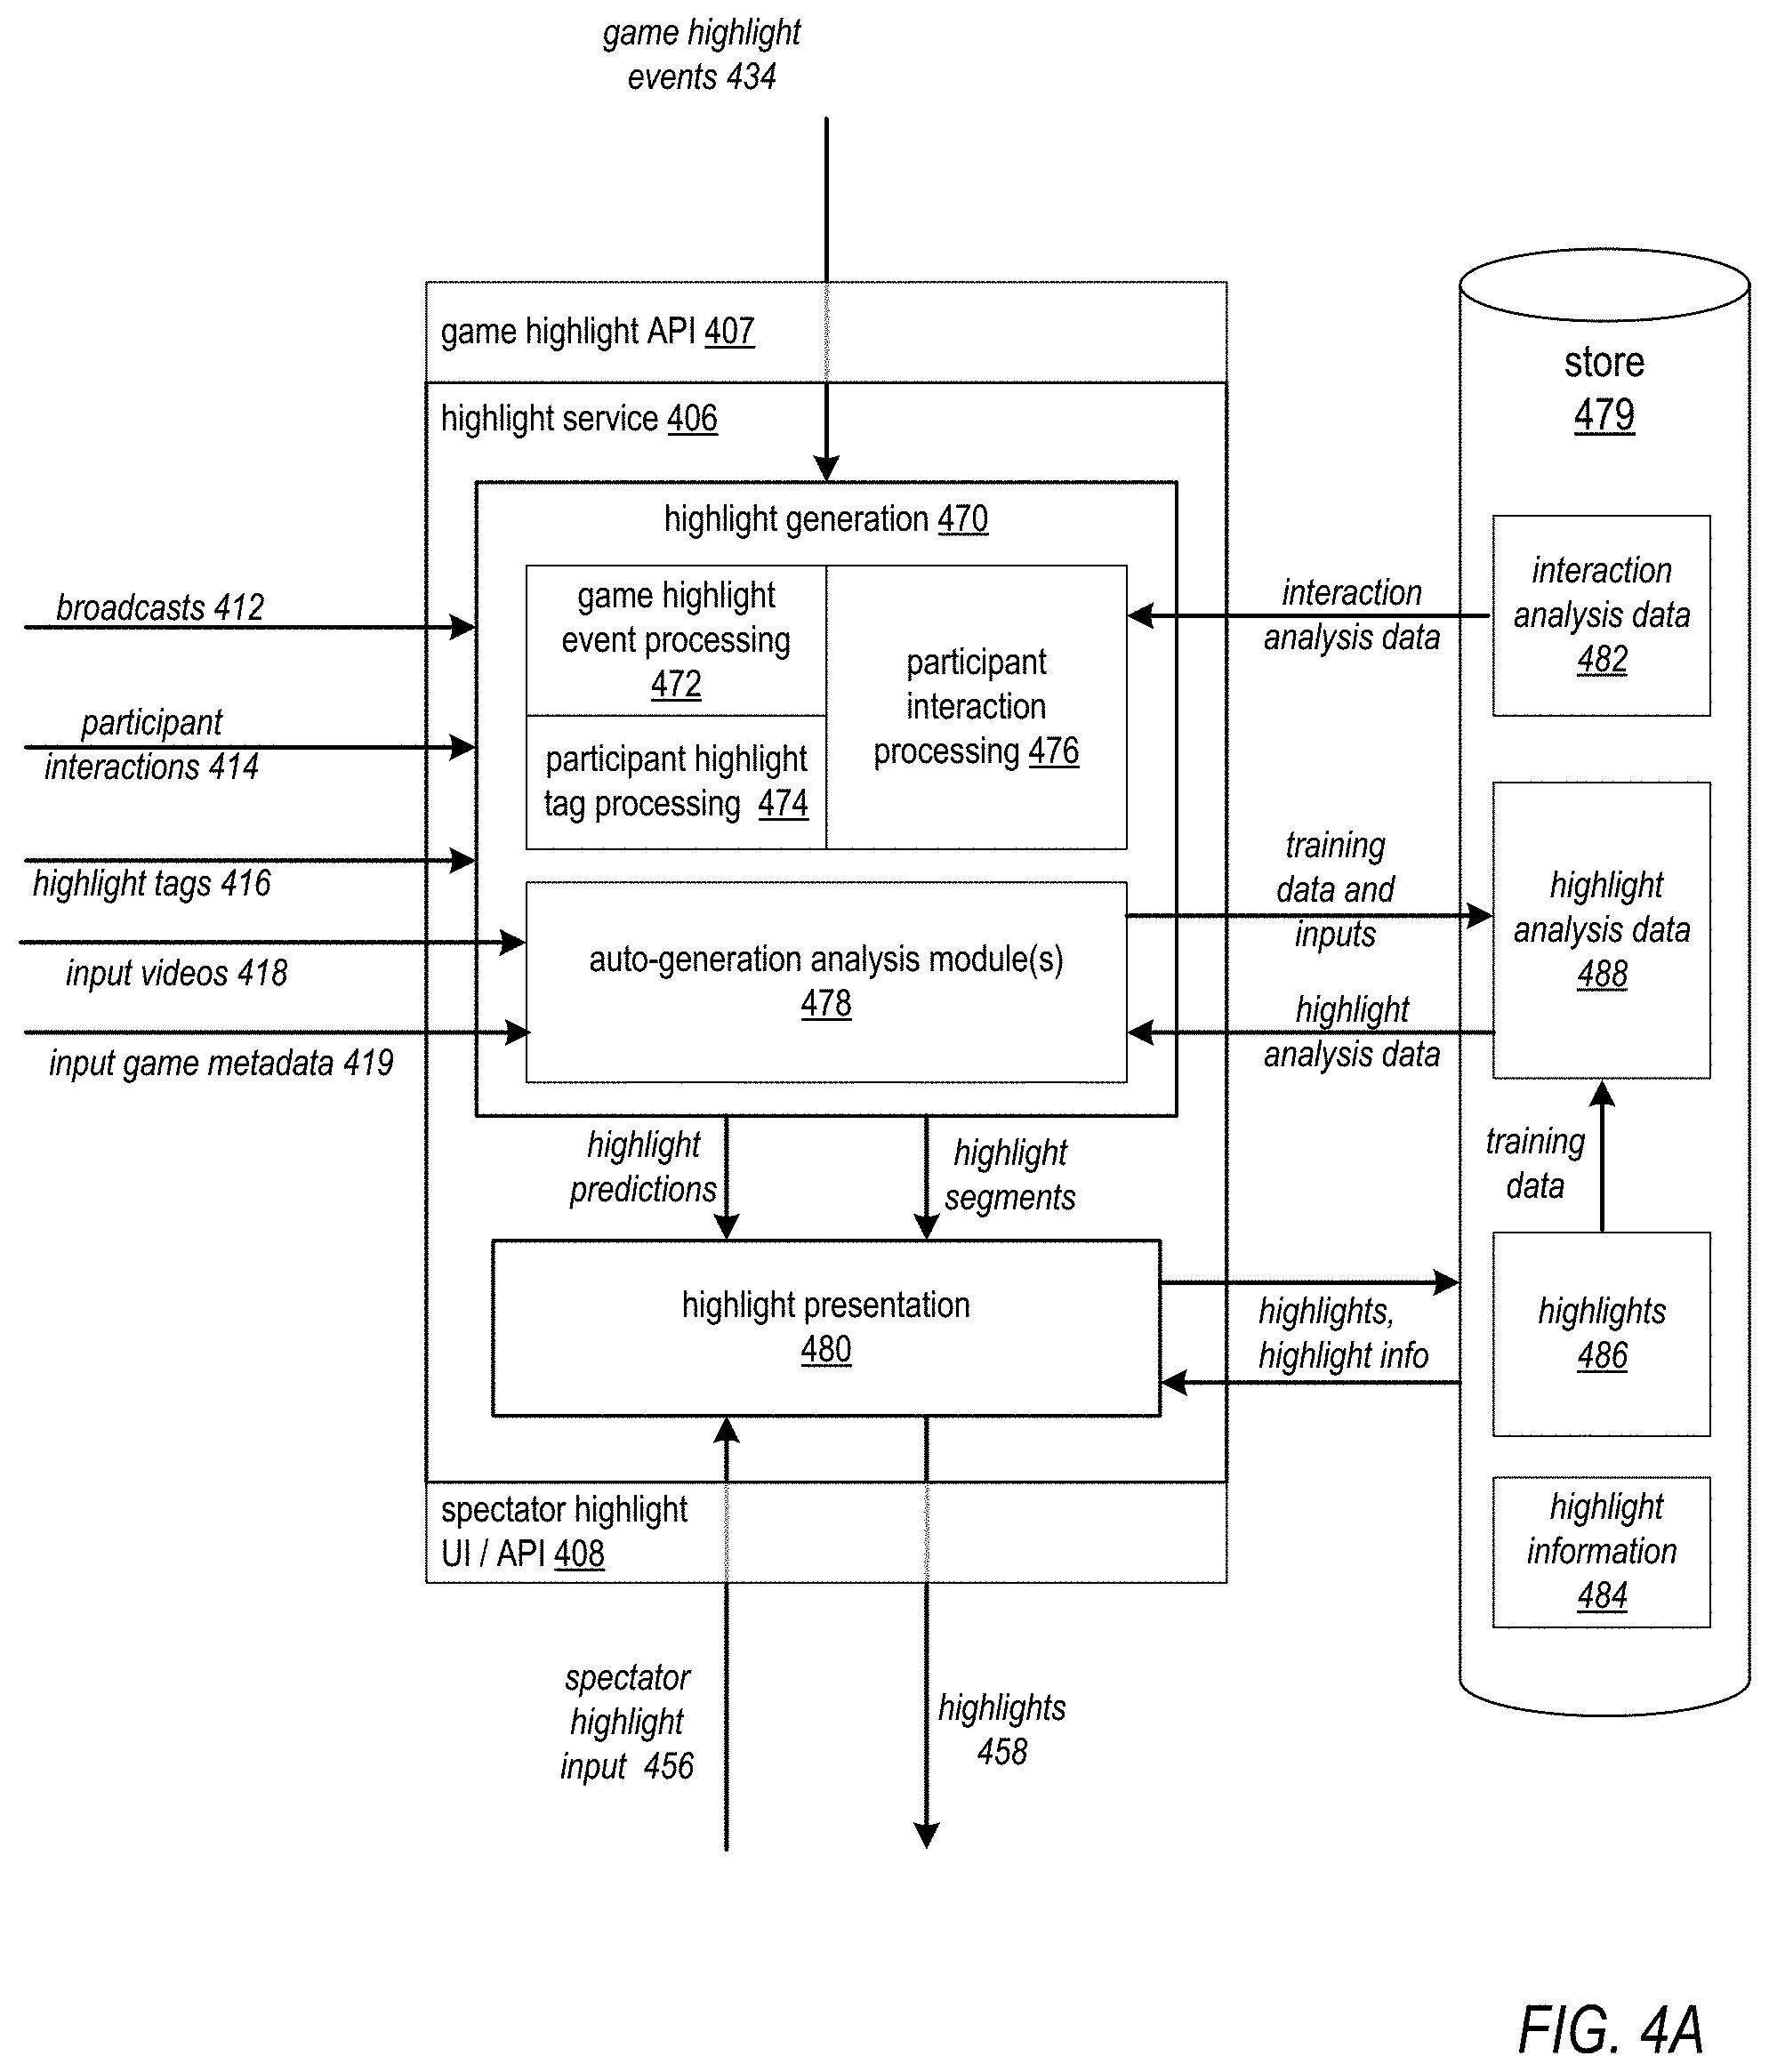 game highlight
events 434
game highlight API 407
highlight service 406
highlight generation 470
game highlight
event processing
472
participant highlight
tag processing 474
participant
interaction
processing 476
auto-generation analysis module(s)
478
broadcasts 412
participant
interactions 414
highlight tags 416
input videos 418
input game metadata 419
highlight
predictions
highlight
segments
highlight presentation
480
spectator highlight
UI / API 408
spectator
highlight
input 456
highlights
458
interaction
analysis data
training
data and
inputs
highlight
analysis data
highlights,
highlight info
store
479
interaction
analysis data
482
highlight
analysis data
488
training
data
highlights
486
highlight
information
484
FIG. 4A